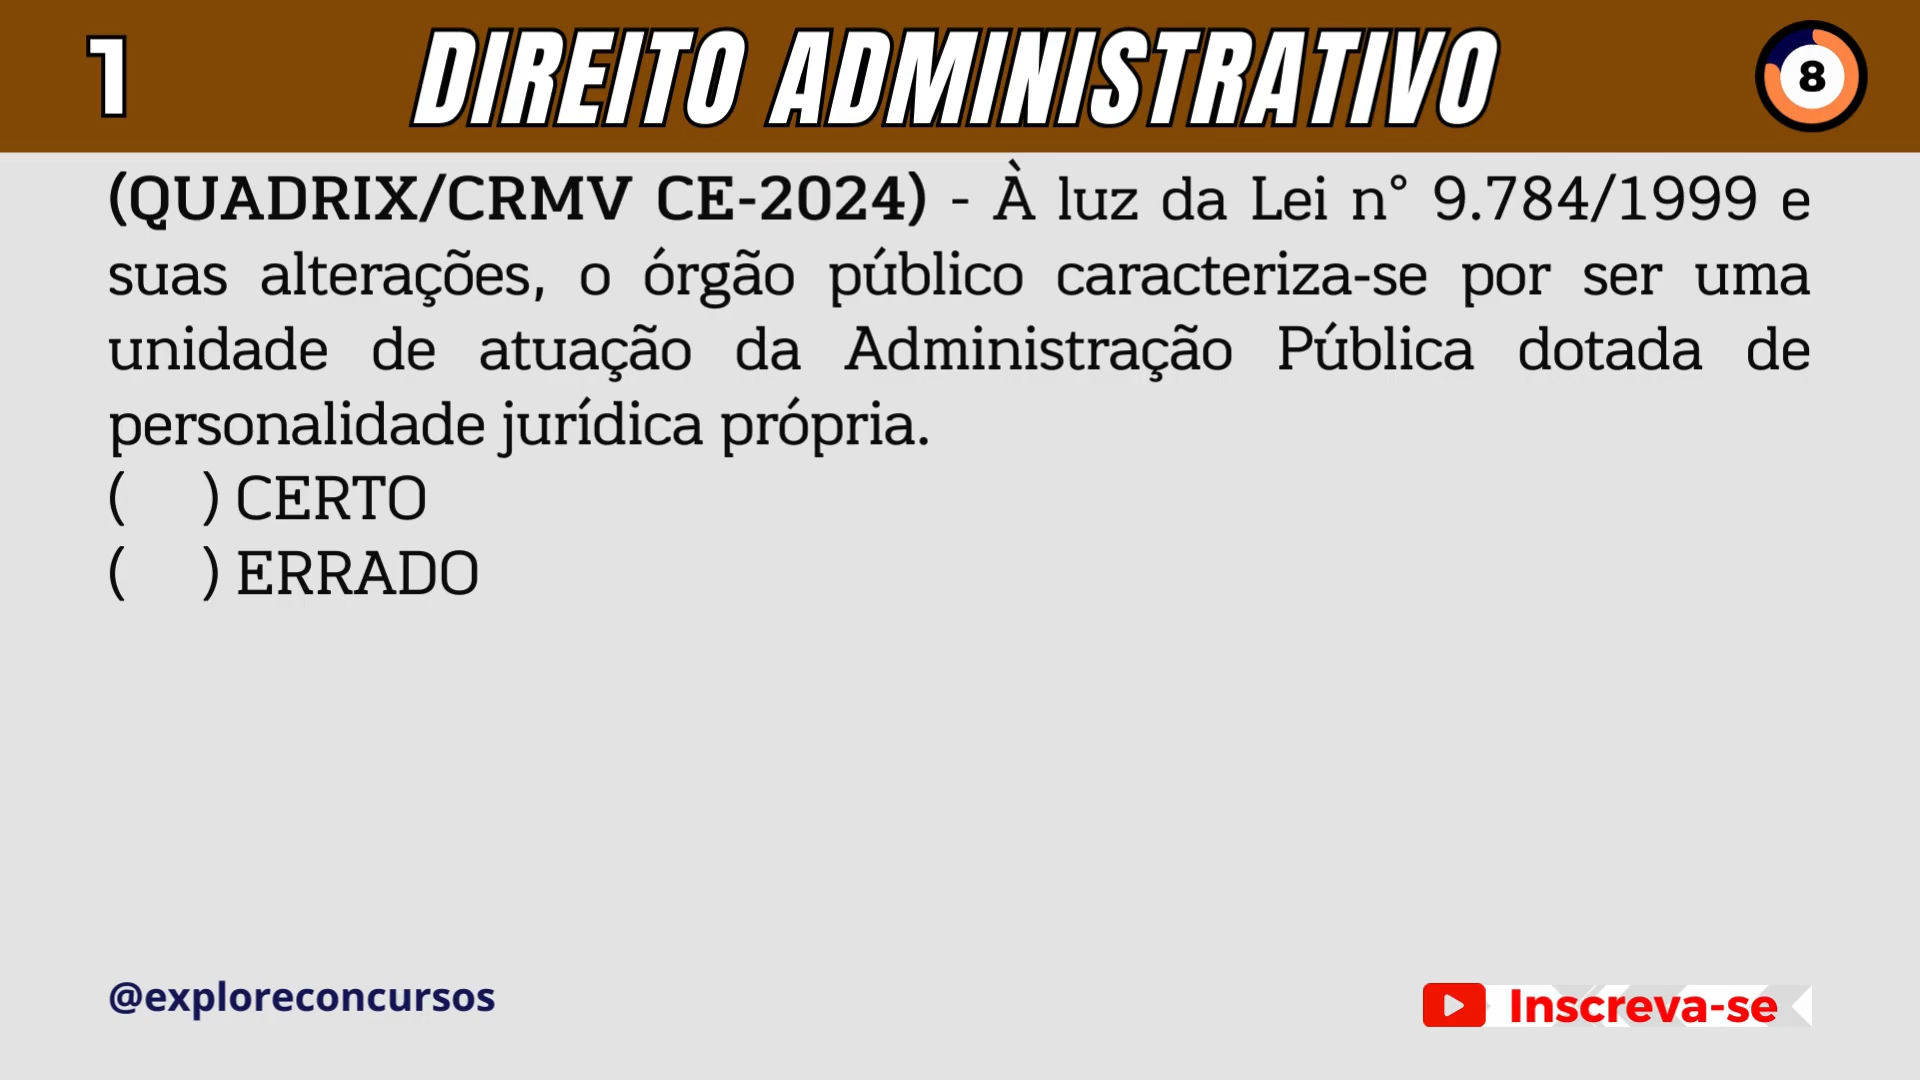 1
DIREITO ADMINISTRATIVO
8
(QUADRIX/CRMV CE-2024) - À luz da Lei n° 9.784/1999 e
suas alterações, o órgão público caracteriza-se por ser uma
unidade de atuação da Administração Pública dotada de
personalidade jurídica própria.
( ) CERTO
( ) ERRADO
@exploreconcursos
Inscreva-se